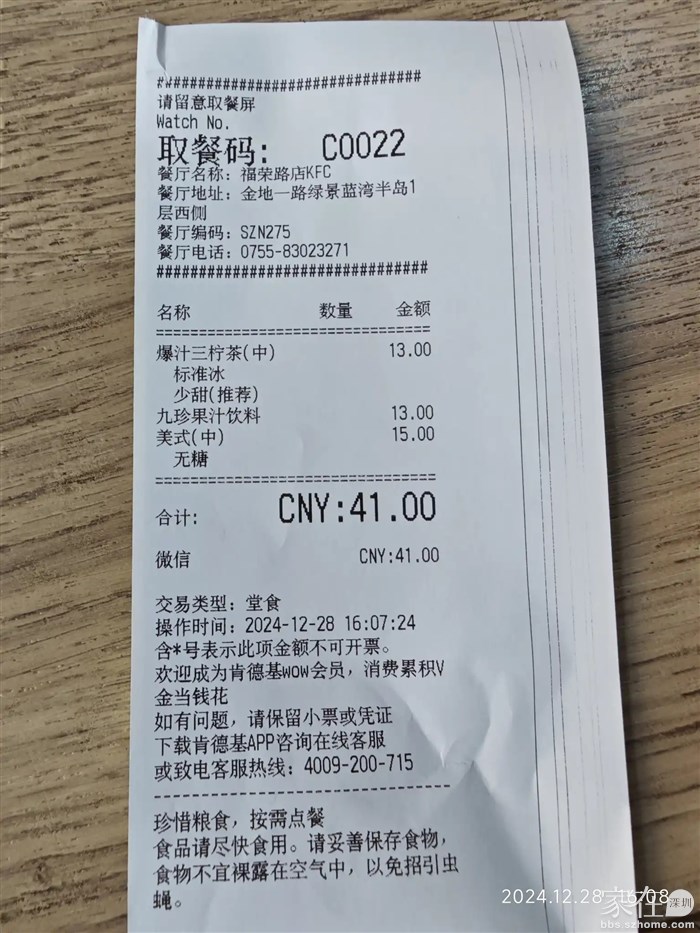 ################################
请留意取餐屏
Watch No.
取餐码: C0022
餐厅名称: 福荣路店KFC
餐厅地址: 金地一路绿景蓝湾半岛1
层西侧
餐厅编码: SZN275
餐厅电话: 0755-83023271
################################
名称 数量 金额
================================
爆汁三柠茶(中) 13.00
标准冰
少甜(推荐)
九珍果汁饮料 13.00
美式(中) 15.00
无糖
================================
合计: CNY:41.00
微信 CNY:41.00
交易类型: 堂食
操作时间: 2024-12-28 16:07:24
含*号表示此项金额不可开票。
欢迎成为肯德基wow会员, 消费累积V
金当钱花
如有问题, 请保留小票或凭证
下载肯德基APP咨询在线客服
或致电客服热线: 4009-200-715
--------------------------------
珍惜粮食, 按需点餐
食品请尽快食用。请妥善保存食物,
食物不宜裸露在空气中, 以免招引虫
蝇。
2024.12.28 16:08
家在 深圳
bbs.szhome.com